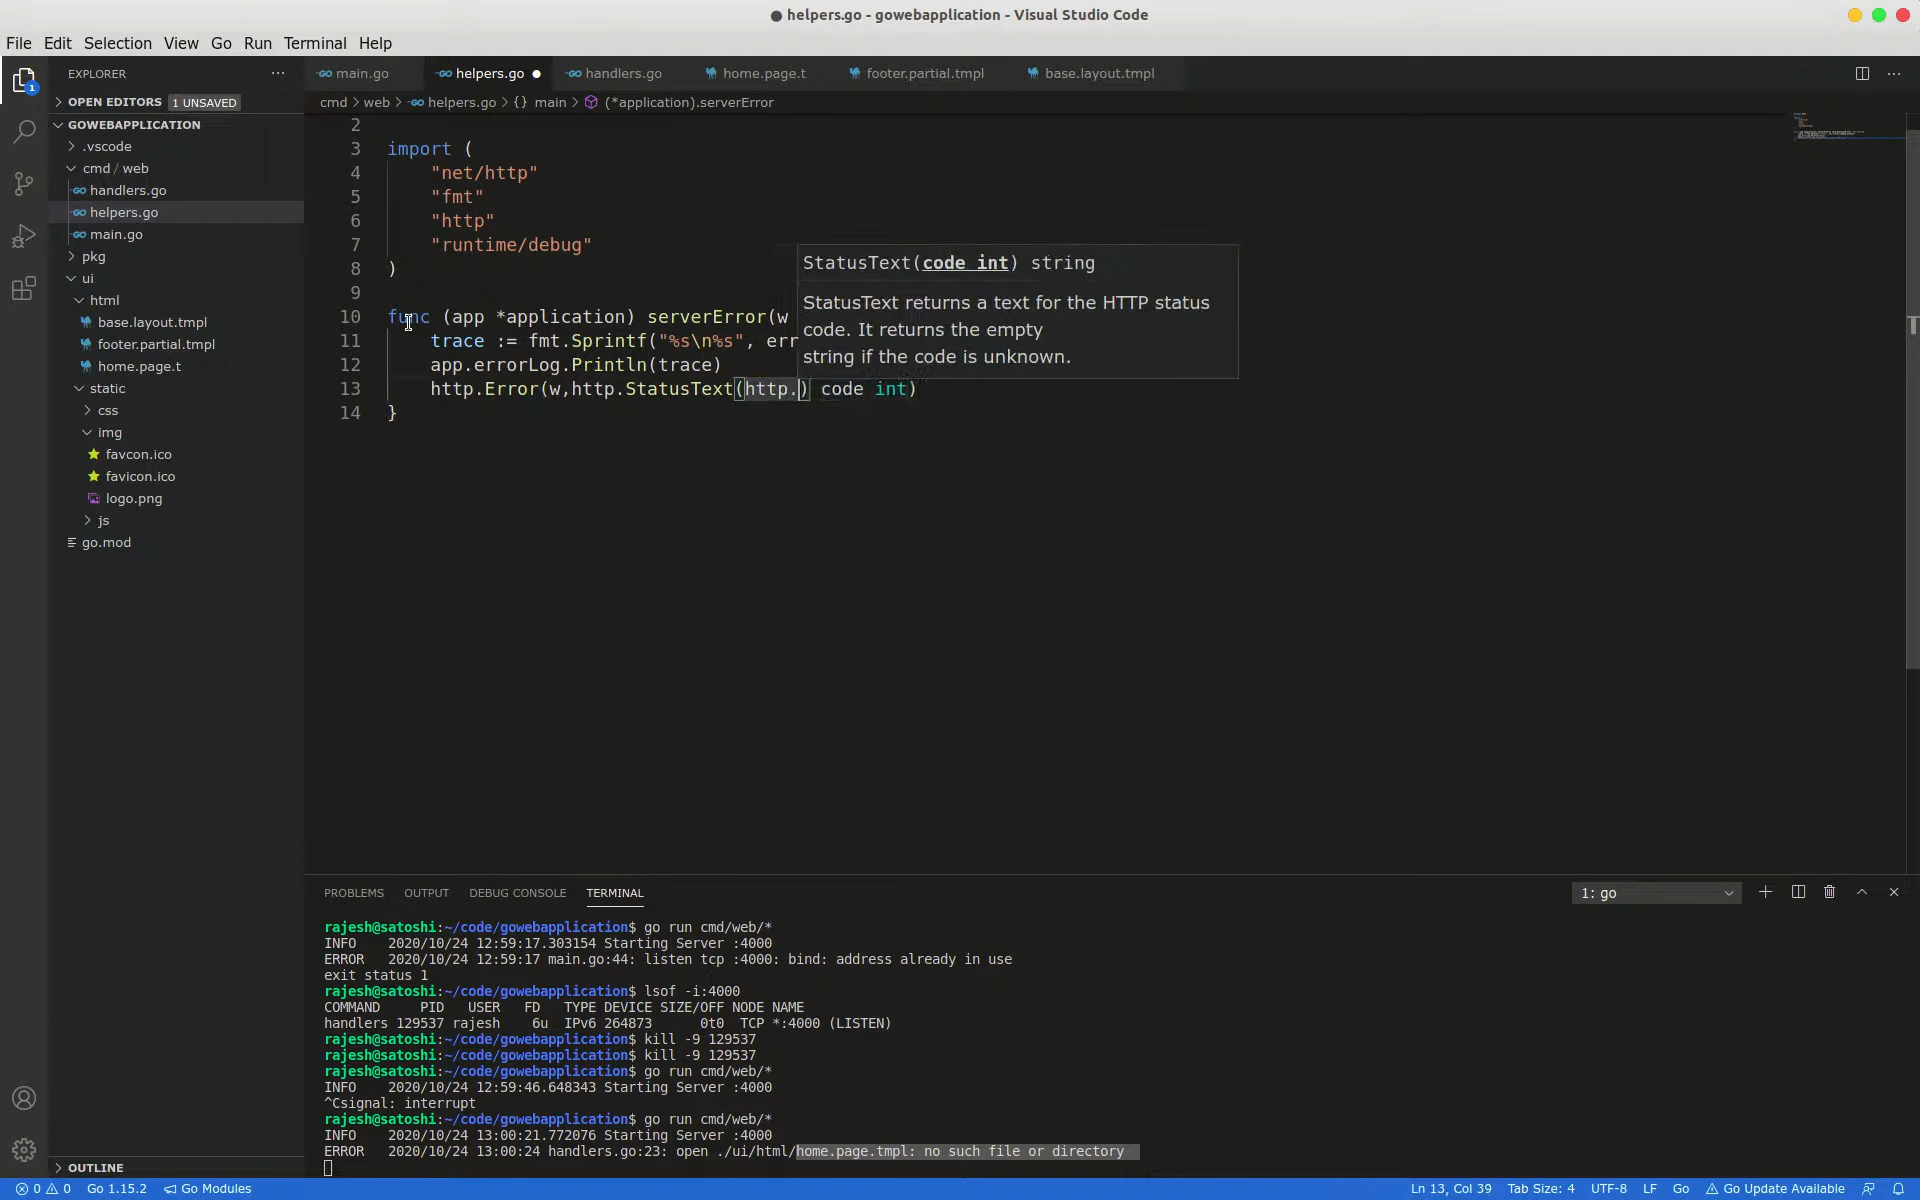 ● helpers.go - gowebapplication - Visual Studio Code
File Edit Selection View Go Run Terminal Help
EXPLORER ···
main.go helpers.go ● handlers.go home.page.t footer.partial.tmpl base.layout.tmpl
OPEN EDITORS 1 UNSAVED
cmd > web > helpers.go > {} main > (*application).serverError
GOWEBAPPLICATION
.vscode
cmd / web
handlers.go
helpers.go
main.go
pkg
ui
html
base.layout.tmpl
footer.partial.tmpl
home.page.t
static
css
img
favcon.ico
favicon.ico
logo.png
js
go.mod
OUTLINE
1
2
3 import (
4 "net/http"
5 "fmt"
6 "http"
7 "runtime/debug"
8 )
9
10 func (app *application) serverError(w
11 trace := fmt.Sprintf("%s\n%s", err
12 app.errorLog.Println(trace)
13 http.Error(w,http.StatusText(http.) code int)
14 }
StatusText(code int) string
StatusText returns a text for the HTTP status
code. It returns the empty
string if the code is unknown.
PROBLEMS OUTPUT DEBUG CONSOLE TERMINAL
1: go
rajesh@satoshi:~/code/gowebapplication$ go run cmd/web/*
INFO 2020/10/24 12:59:17.303154 Starting Server :4000
ERROR 2020/10/24 12:59:17 main.go:44: listen tcp :4000: bind: address already in use
exit status 1
rajesh@satoshi:~/code/gowebapplication$ lsof -i:4000
COMMAND PID USER FD TYPE DEVICE SIZE/OFF NODE NAME
handlers 129537 rajesh 6u IPv6 264873 0t0 TCP *:4000 (LISTEN)
rajesh@satoshi:~/code/gowebapplication$ kill -9 129537
rajesh@satoshi:~/code/gowebapplication$ kill -9 129537
rajesh@satoshi:~/code/gowebapplication$ go run cmd/web/*
INFO 2020/10/24 12:59:46.648343 Starting Server :4000
^Csignal: interrupt
rajesh@satoshi:~/code/gowebapplication$ go run cmd/web/*
INFO 2020/10/24 13:00:21.772076 Starting Server :4000
ERROR 2020/10/24 13:00:24 handlers.go:23: open ./ui/html/home.page.tmpl: no such file or directory
0 0 Go 1.15.2 Go Modules Ln 13, Col 39 Tab Size: 4 UTF-8 LF Go Go Update Available